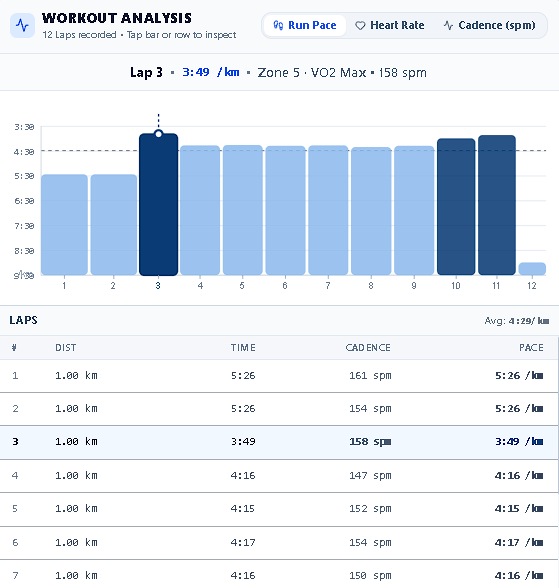 WORKOUT ANALYSIS
12 Laps recorded • Tap bar or row to inspect
Run Pace
Heart Rate
Cadence (spm)
Lap 3 • 3:49 /km • Zone 5 · VO2 Max • 158 spm
3:30
4:30
5:30
6:30
7:30
8:30
9:30
1 2 3 4 5 6 7 8 9 10 11 12
LAPS
Avg: 4:29/km
# DIST TIME CADENCE PACE
1 1.00 km 5:26 161 spm 5:26 /km
2 1.00 km 5:26 154 spm 5:26 /km
3 1.00 km 3:49 158 spm 3:49 /km
4 1.00 km 4:16 147 spm 4:16 /km
5 1.00 km 4:15 152 spm 4:15 /km
6 1.00 km 4:17 154 spm 4:17 /km
7 1.00 km 4:16 150 spm 4:16 /km